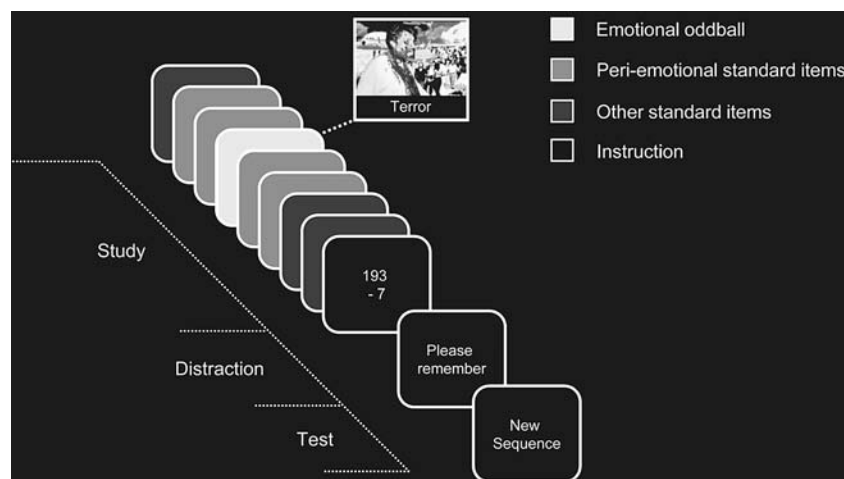 Terror
Emotional oddball
Peri-emotional standard items
Other standard items
Instruction
Study
Distraction
Test
193
- 7
Please
remember
New
Sequence